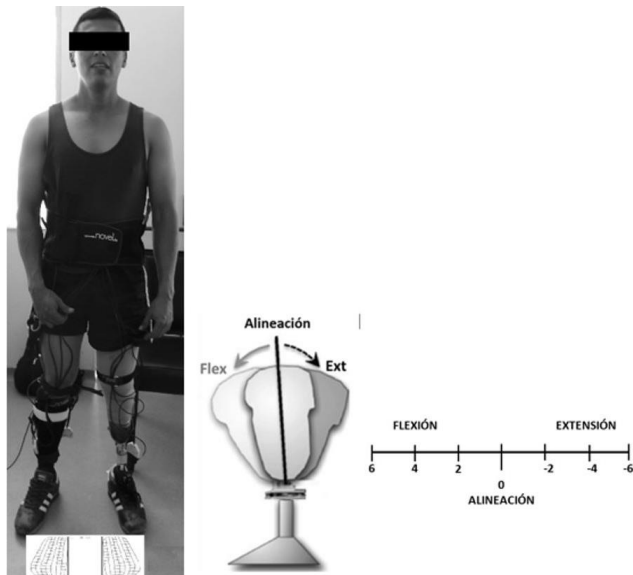 novel
Alineación
Flex
Ext
FLEXIÓN
EXTENSIÓN
6
4
2
0
-2
-4
-6
ALINEACIÓN